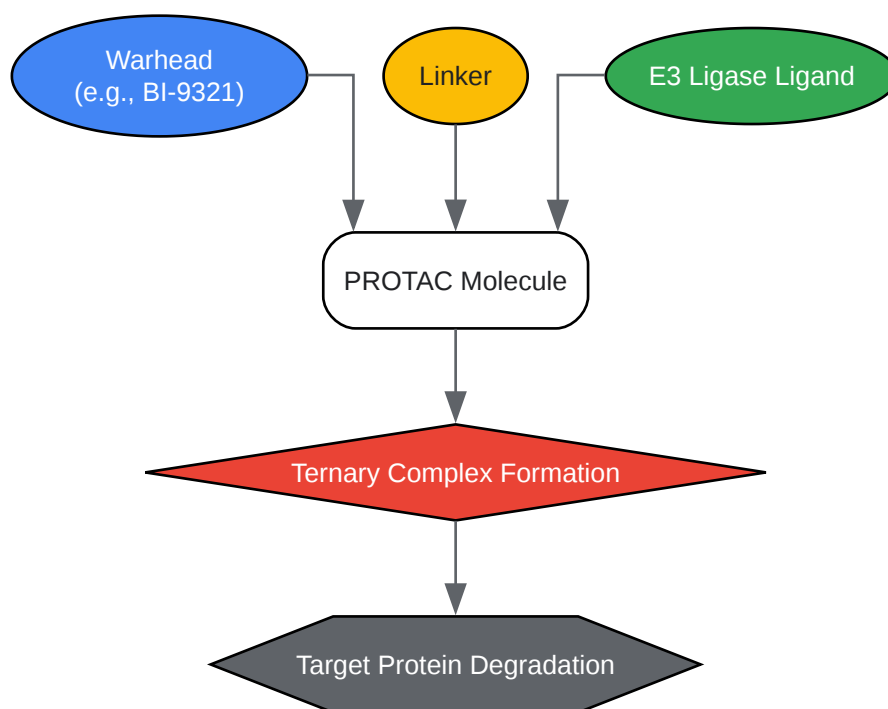 Warhead
(e.g., BI-9321)
Linker
E3 Ligase Ligand
PROTAC Molecule
Ternary Complex Formation
Target Protein Degradation